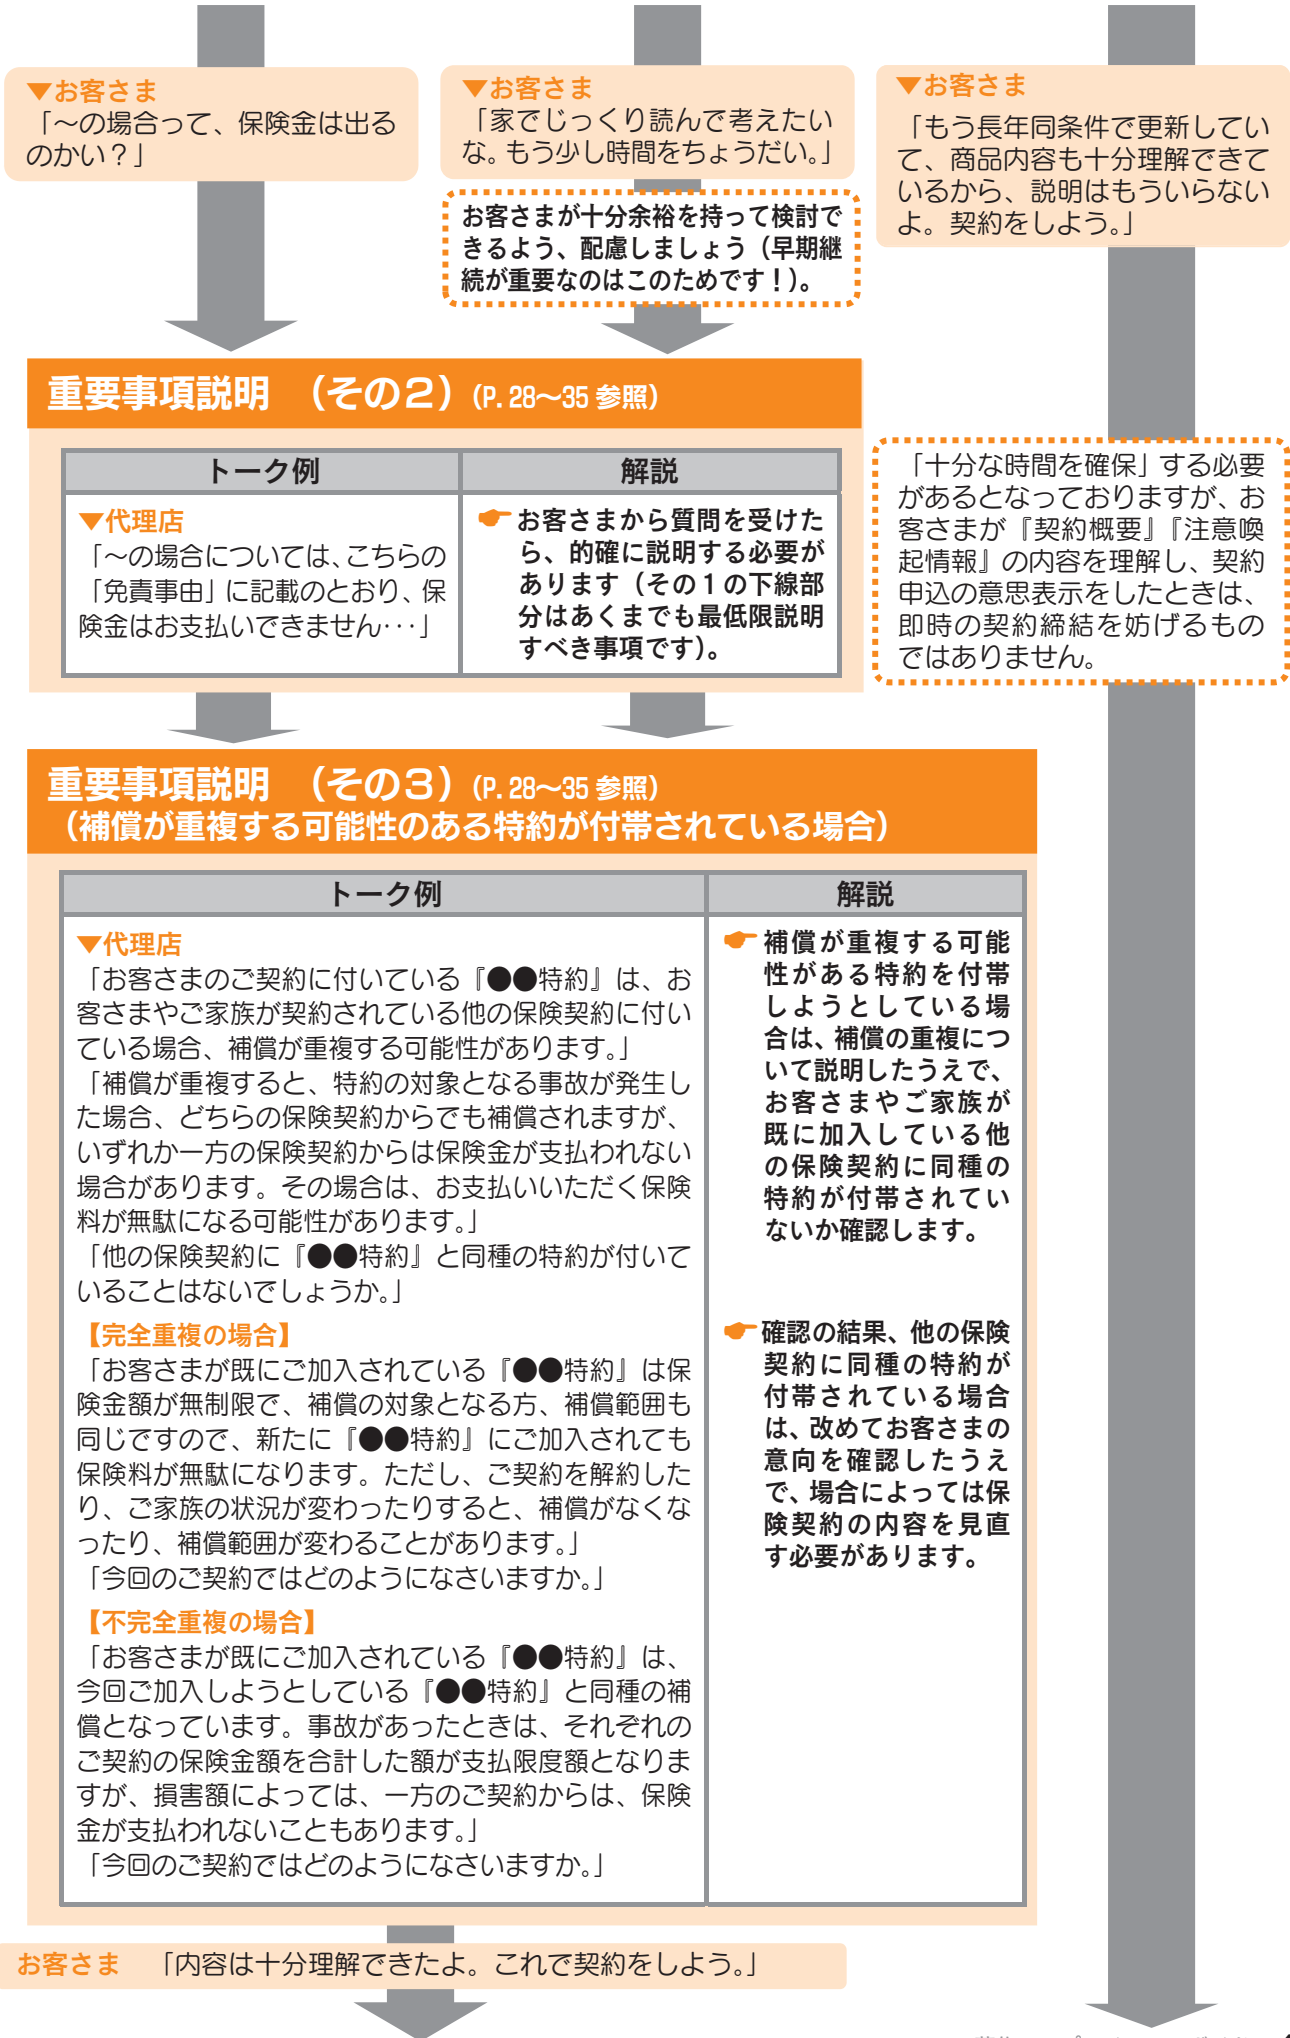 ▼お客さま
「～の場合って、保険金は出る
のかい？」
▼お客さま
「家でじっくり読んで考えたい
な。もう少し時間をちょうだい。」
お客さまが十分余裕を持って検討で
きるよう、配慮しましょう（早期継
続が重要なのはこのためです！）。
▼お客さま
「もう長年同条件で更新してい
て、商品内容も十分理解できて
いるから、説明はもういらない
よ。契約をしよう。」
重要事項説明　（その２）（P. 28～35 参照）
トーク例
解説
▼代理店
「～の場合については、こちらの
「免責事由」に記載のとおり、保
険金はお支払いできません･･･」
お客さまから質問を受けた
ら、的確に説明する必要が
あります（その１の下線部
分はあくまでも最低限説明
すべき事項です）。
「十分な時間を確保」する必要
があるとなっておりますが、お
客さまが『契約概要』『注意喚
起情報』の内容を理解し、契約
申込の意思表示をしたときは、
即時の契約締結を妨げるもの
ではありません。
重要事項説明　（その３）（P. 28～35 参照）
（補償が重複する可能性のある特約が付帯されている場合）
トーク例
解説
▼代理店
「お客さまのご契約に付いている『●●特約』は、お
客さまやご家族が契約されている他の保険契約に付い
ている場合、補償が重複する可能性があります。」
「補償が重複すると、特約の対象となる事故が発生し
た場合、どちらの保険契約からでも補償されますが、
いずれか一方の保険契約からは保険金が支払われない
場合があります。その場合は、お支払いいただく保険
料が無駄になる可能性があります。」
「他の保険契約に『●●特約』と同種の特約が付いて
いることはないでしょうか。」
【完全重複の場合】
「お客さまが既にご加入されている『●●特約』は保
険金額が無制限で、補償の対象となる方、補償範囲も
同じですので、新たに『●●特約』にご加入されても
保険料が無駄になります。ただし、ご契約を解約した
り、ご家族の状況が変わったりすると、補償がなくな
ったり、補償範囲が変わることがあります。」
「今回のご契約ではどのようになさいますか。」
【不完全重複の場合】
「お客さまが既にご加入されている『●●特約』は、
今回ご加入しようとしている『●●特約』と同種の補
償となっています。事故があったときは、それぞれの
ご契約の保険金額を合計した額が支払限度額となりま
すが、損害額によっては、一方のご契約からは、保険
金が支払われないこともあります。」
「今回のご契約ではどのようになさいますか。」
補償が重複する可能
性がある特約を付帯
しようとしている場
合は、補償の重複につ
いて説明したうえで、
お客さまやご家族が
既に加入している他
の保険契約に同種の
特約が付帯されてい
ないか確認します。
確認の結果、他の保険
契約に同種の特約が
付帯されている場合
は、改めてお客さまの
意向を確認したうえ
で、場合によっては保
険契約の内容を見直
す必要があります。
お客さま　「内容は十分理解できたよ。これで契約をしよう。」